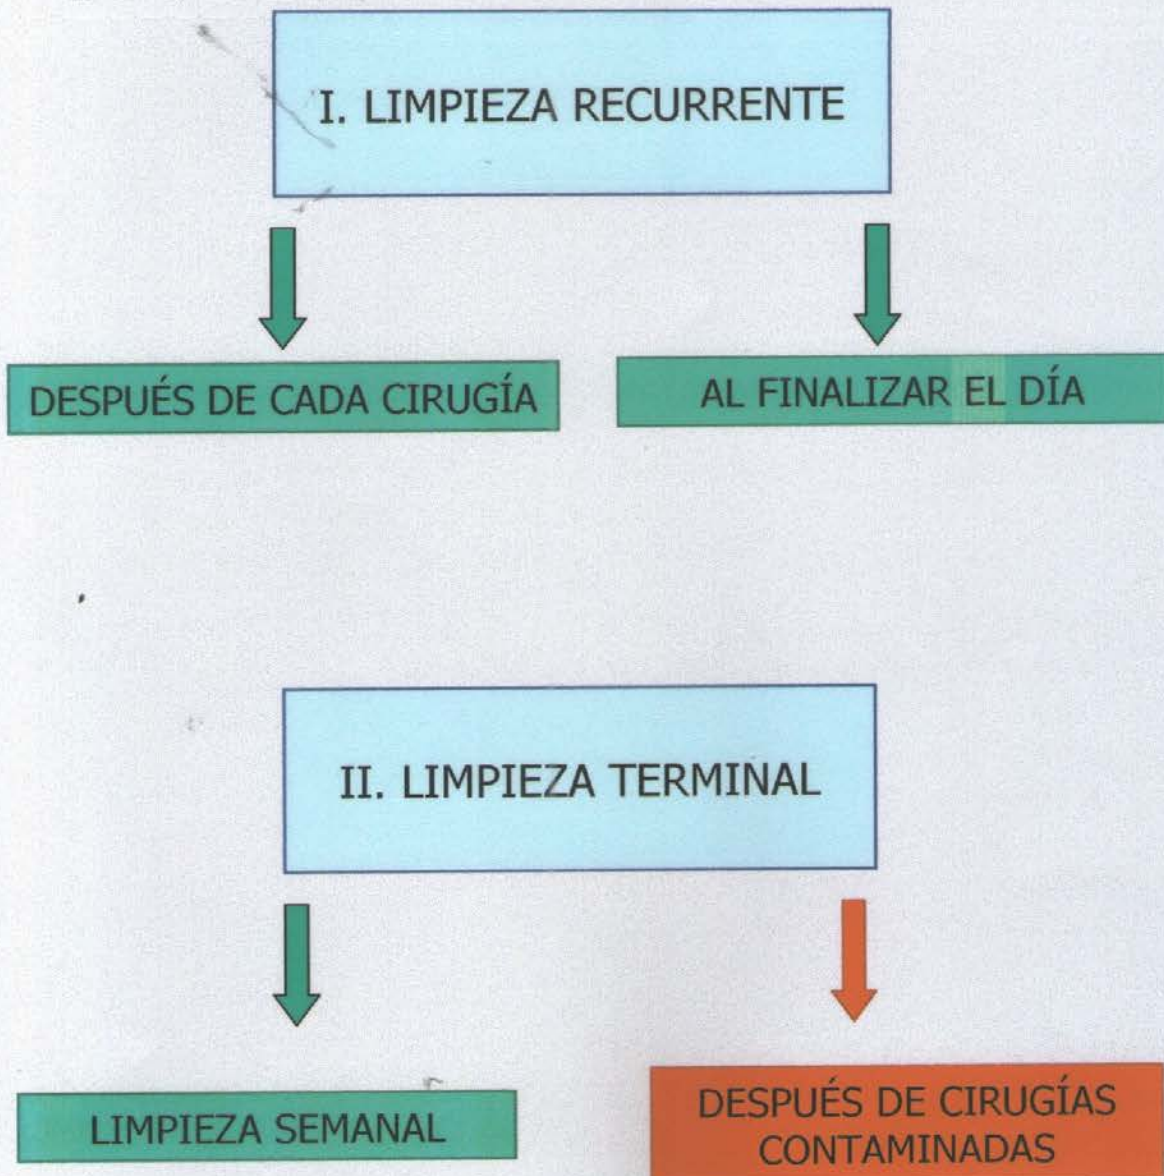 I. LIMPIEZA RECURRENTE
DESPUÉS DE CADA CIRUGÍA
AL FINALIZAR EL DÍA
II. LIMPIEZA TERMINAL
LIMPIEZA SEMANAL
DESPUÉS DE CIRUGÍAS
CONTAMINADAS